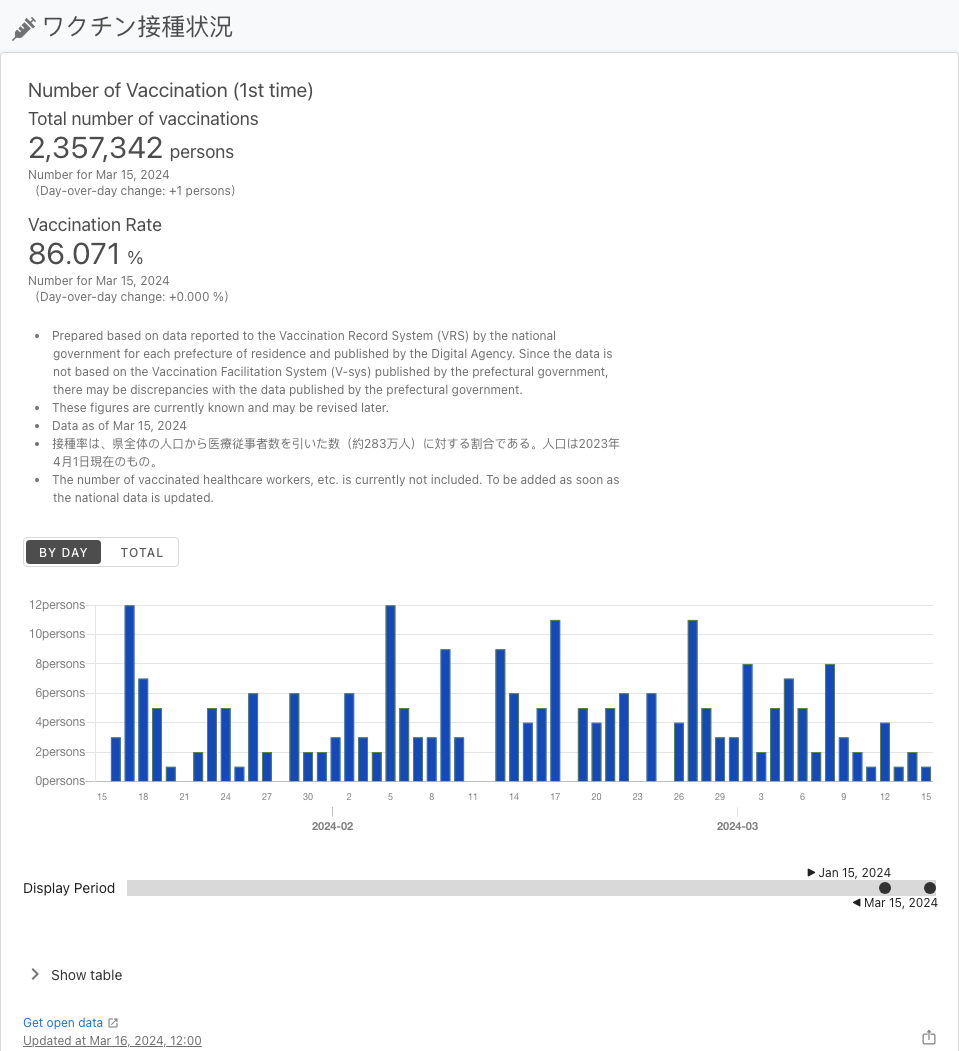 ワクチン接種状況
Number of Vaccination (1st time)
Total number of vaccinations
2,357,342 persons
Number for Mar 15, 2024
（Day-over-day change: +1 persons）
Vaccination Rate
86.071 %
Number for Mar 15, 2024
（Day-over-day change: +0.000 %）
• Prepared based on data reported to the Vaccination Record System (VRS) by the national
government for each prefecture of residence and published by the Digital Agency. Since the data is
not based on the Vaccination Facilitation System (V-sys) published by the prefectural government,
there may be discrepancies with the data published by the prefectural government.
• These figures are currently known and may be revised later.
• Data as of Mar 15, 2024
• 接種率は、県全体の人口から医療従事者数を引いた数（約283万人）に対する割合である。人口は2023年
4月1日現在のもの。
• The number of vaccinated healthcare workers, etc. is currently not included. To be added as soon as
the national data is updated.
BY DAY TOTAL
12persons
10persons
8persons
6persons
4persons
2persons
0persons
15 18 21 24 27 30 2 5 8 11 14 17 20 23 26 29 3 6 9 12 15
2024-02 2024-03
Jan 15, 2024
Display Period
Mar 15, 2024
Show table
Get open data
Updated at Mar 16, 2024, 12:00